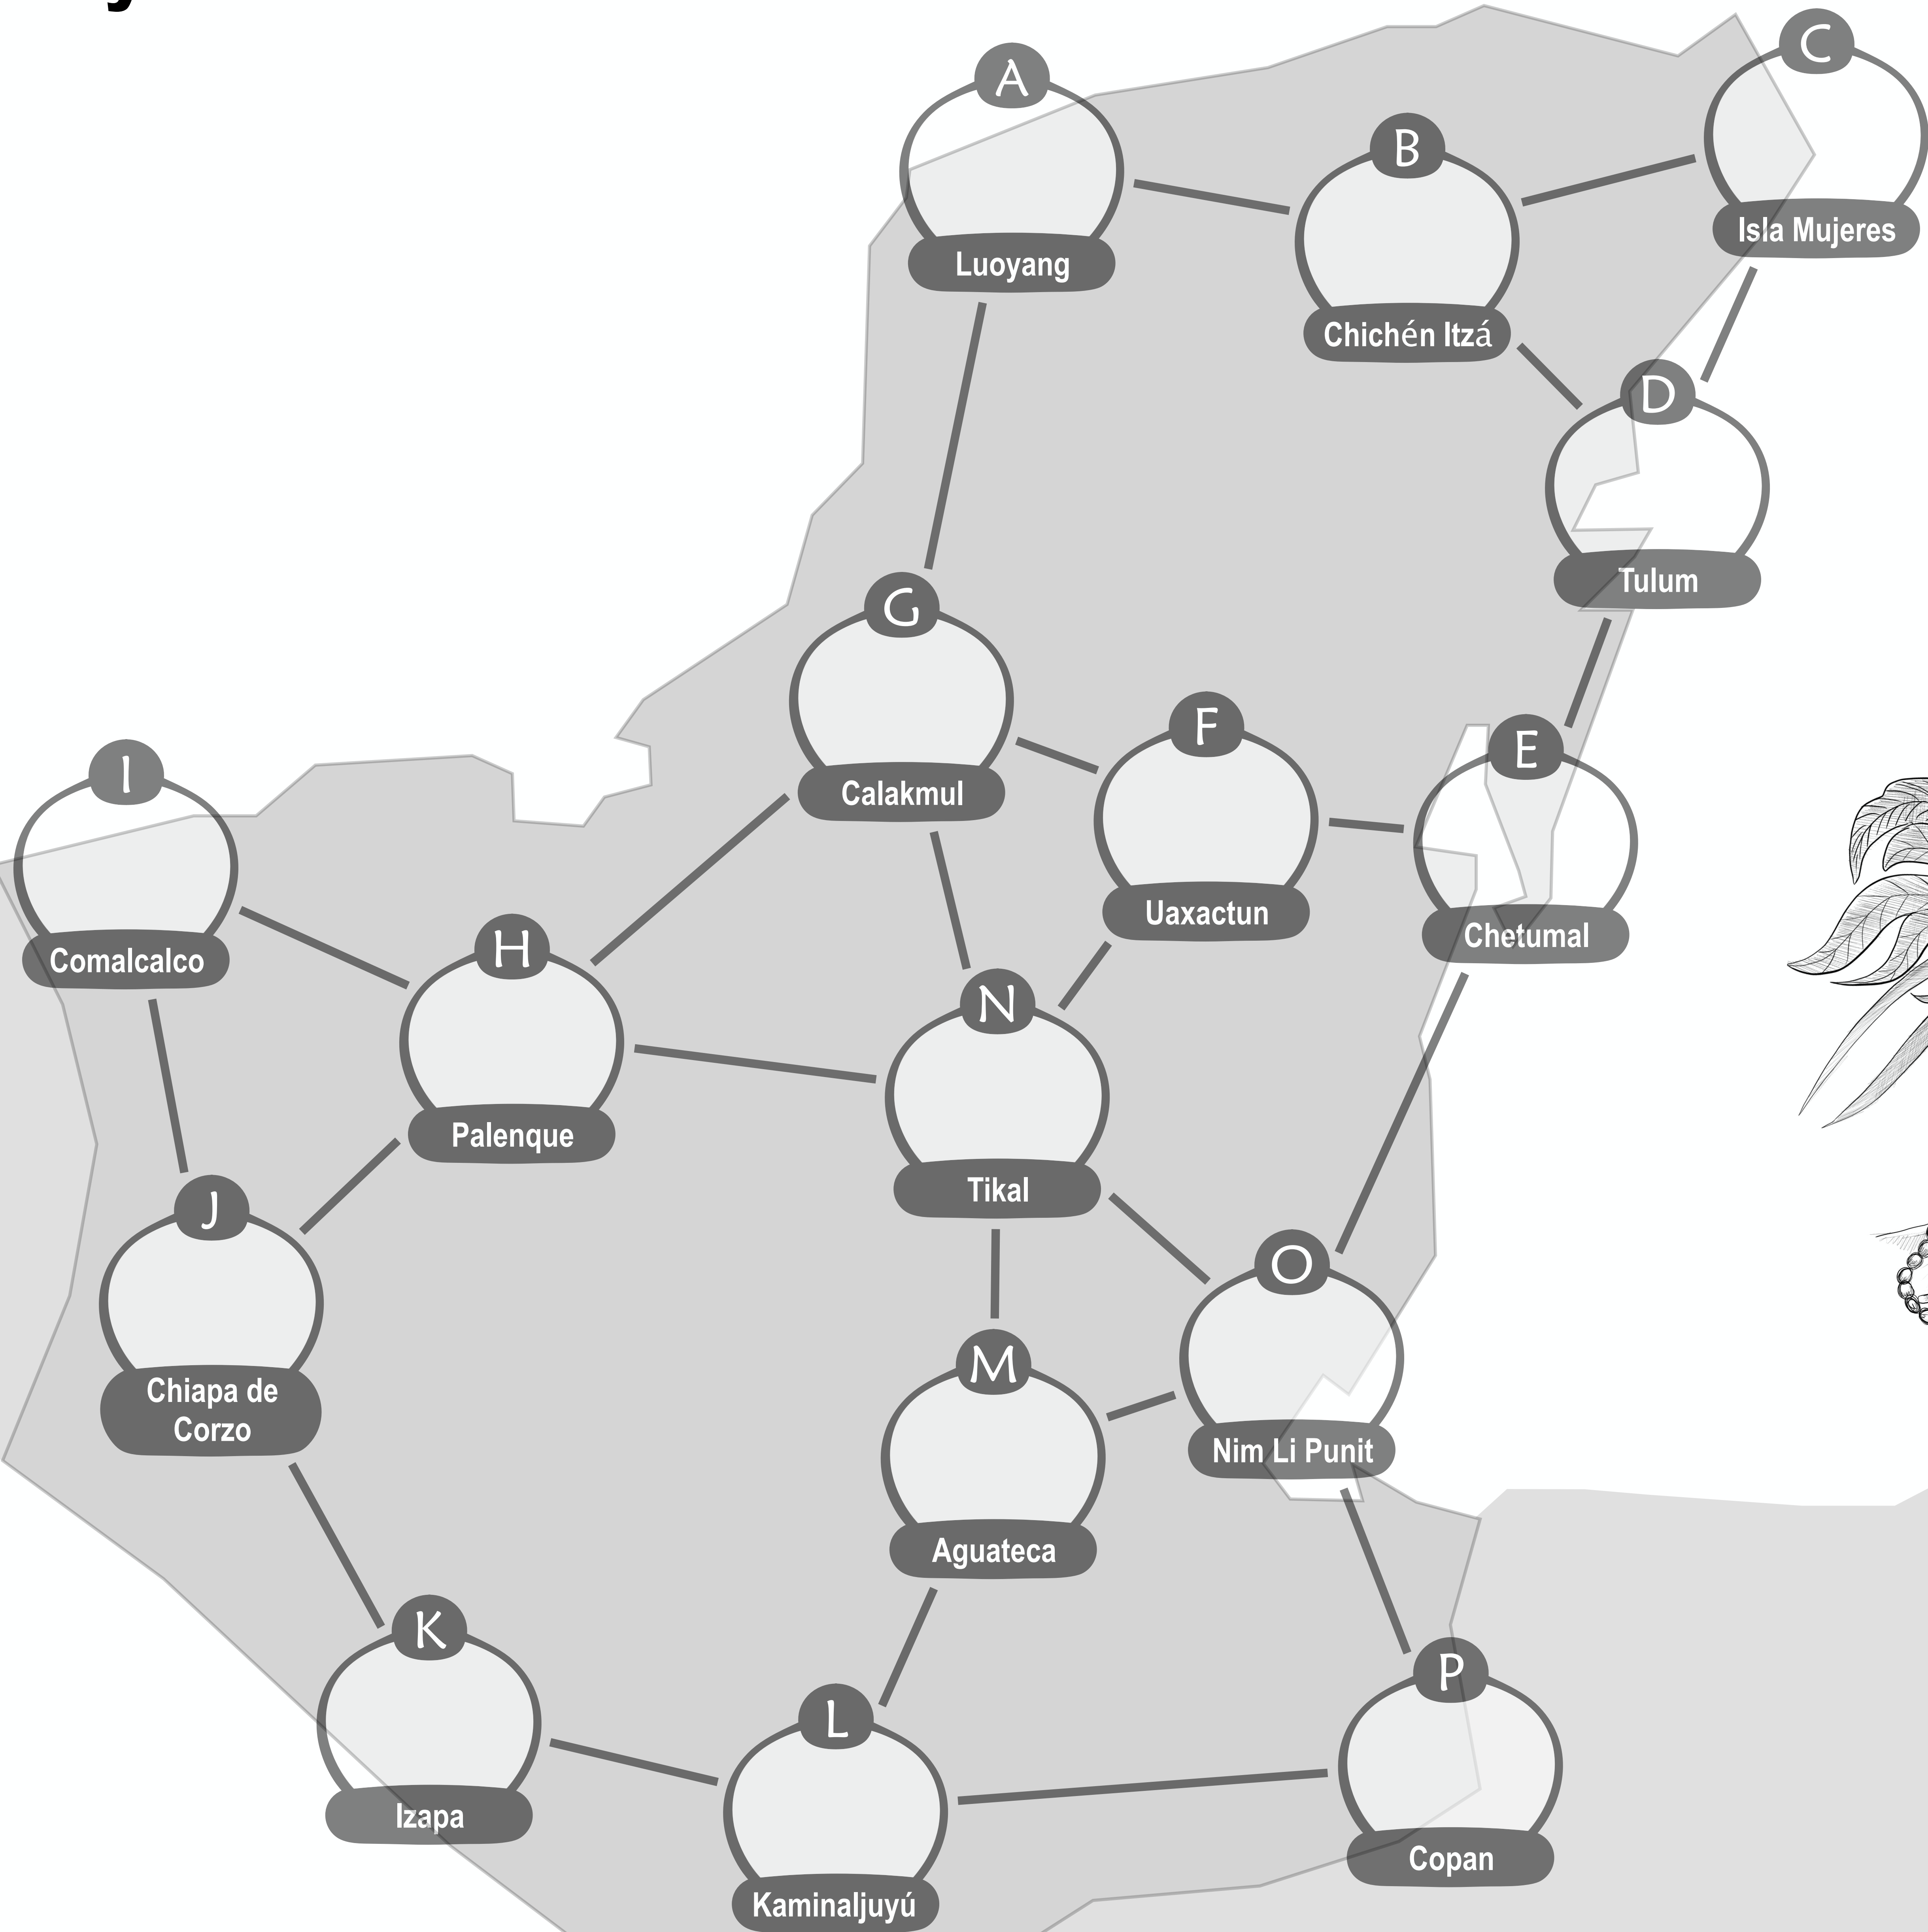 A
Luoyang
B
Chichén Itzá
C
Isla Mujeres
D
Tulum
G
Calakmul
F
Uaxactun
E
Chetumal
I
Comalcalco
H
Palenque
N
Tikal
J
Chiapa de
Corzo
O
Nim Li Punit
M
Aguateca
K
Izapa
L
Kaminaljuyú
P
Copan